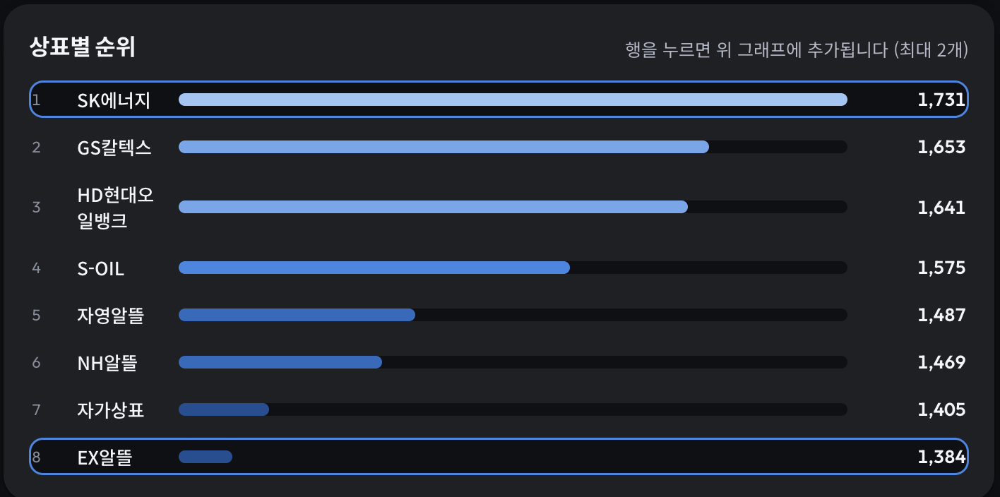 상표별 순위
행을 누르면 위 그래프에 추가됩니다 (최대 2개)
1 SK에너지 1,731
2 GS칼텍스 1,653
3 HD현대오
일뱅크 1,641
4 S-OIL 1,575
5 자영알뜰 1,487
6 NH알뜰 1,469
7 자가상표 1,405
8 EX알뜰 1,384